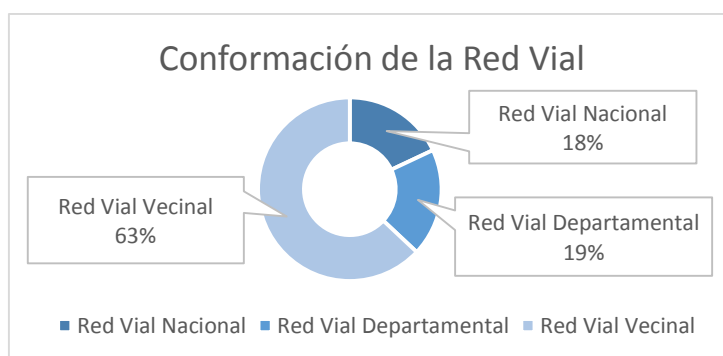 Conformación de la Red Vial
Red Vial Nacional
18%
Red Vial Vecinal
63%
Red Vial Departamental
19%
Red Vial Nacional
Red Vial Departamental
Red Vial Vecinal